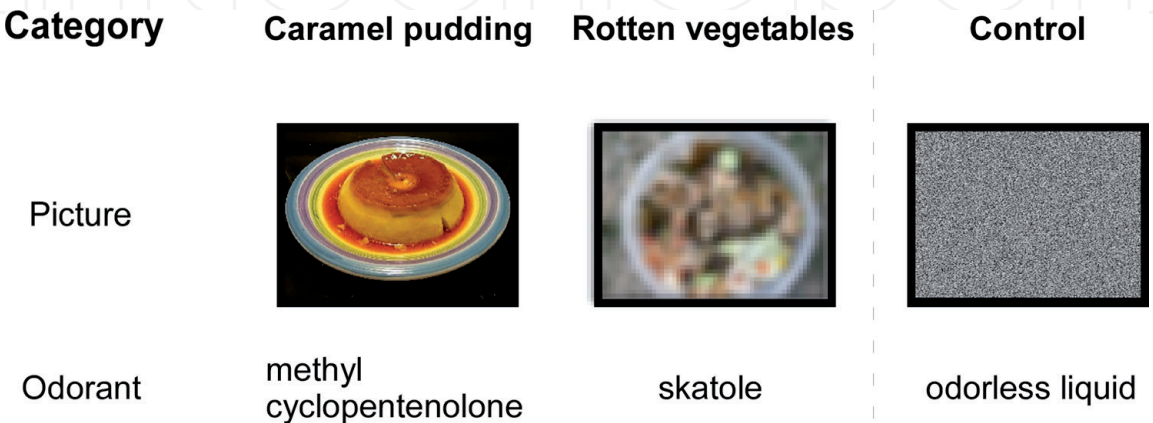 Category Caramel pudding Rotten vegetables Control
Picture
Odorant methyl cyclopentenolone skatole odorless liquid